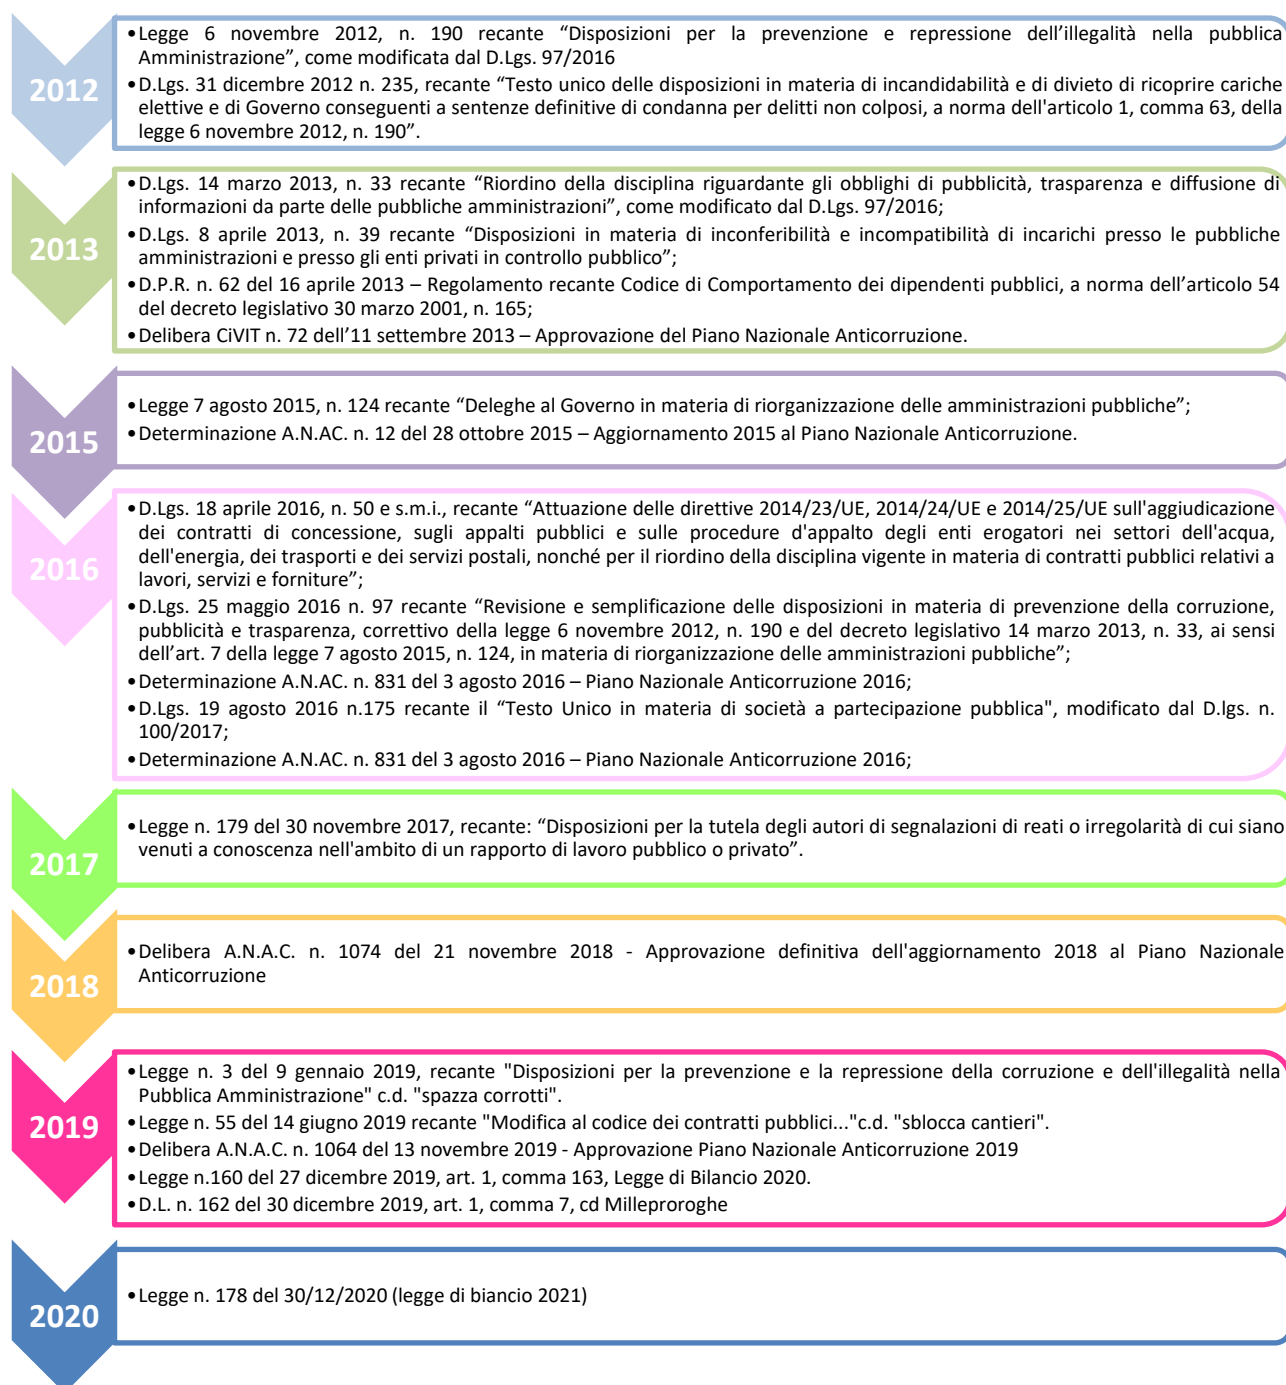 2012
•Legge 6 novembre 2012, n. 190 recante “Disposizioni per la prevenzione e repressione dell’illegalità nella pubblica
Amministrazione”, come modificata dal D.Lgs. 97/2016
•D.Lgs. 31 dicembre 2012 n. 235, recante “Testo unico delle disposizioni in materia di incandidabilità e di divieto di ricoprire cariche
elettive e di Governo conseguenti a sentenze definitive di condanna per delitti non colposi, a norma dell'articolo 1, comma 63, della
legge 6 novembre 2012, n. 190”.
2013
•D.Lgs. 14 marzo 2013, n. 33 recante “Riordino della disciplina riguardante gli obblighi di pubblicità, trasparenza e diffusione di
informazioni da parte delle pubbliche amministrazioni”, come modificato dal D.Lgs. 97/2016;
•D.Lgs. 8 aprile 2013, n. 39 recante “Disposizioni in materia di inconferibilità e incompatibilità di incarichi presso le pubbliche
amministrazioni e presso gli enti privati in controllo pubblico”;
•D.P.R. n. 62 del 16 aprile 2013 – Regolamento recante Codice di Comportamento dei dipendenti pubblici, a norma dell’articolo 54
del decreto legislativo 30 marzo 2001, n. 165;
•Delibera CiVIT n. 72 dell’11 settembre 2013 – Approvazione del Piano Nazionale Anticorruzione.
2015
•Legge 7 agosto 2015, n. 124 recante “Deleghe al Governo in materia di riorganizzazione delle amministrazioni pubbliche”;
•Determinazione A.N.AC. n. 12 del 28 ottobre 2015 – Aggiornamento 2015 al Piano Nazionale Anticorruzione.
2016
•D.Lgs. 18 aprile 2016, n. 50 e s.m.i., recante “Attuazione delle direttive 2014/23/UE, 2014/24/UE e 2014/25/UE sull'aggiudicazione
dei contratti di concessione, sugli appalti pubblici e sulle procedure d'appalto degli enti erogatori nei settori dell'acqua,
dell'energia, dei trasporti e dei servizi postali, nonché per il riordino della disciplina vigente in materia di contratti pubblici relativi a
lavori, servizi e forniture”;
•D.Lgs. 25 maggio 2016 n. 97 recante “Revisione e semplificazione delle disposizioni in materia di prevenzione della corruzione,
pubblicità e trasparenza, correttivo della legge 6 novembre 2012, n. 190 e del decreto legislativo 14 marzo 2013, n. 33, ai sensi
dell’art. 7 della legge 7 agosto 2015, n. 124, in materia di riorganizzazione delle amministrazioni pubbliche”;
•Determinazione A.N.AC. n. 831 del 3 agosto 2016 – Piano Nazionale Anticorruzione 2016;
•D.Lgs. 19 agosto 2016 n.175 recante il “Testo Unico in materia di società a partecipazione pubblica", modificato dal D.lgs. n.
100/2017;
•Determinazione A.N.AC. n. 831 del 3 agosto 2016 – Piano Nazionale Anticorruzione 2016;
2017
•Legge n. 179 del 30 novembre 2017, recante: “Disposizioni per la tutela degli autori di segnalazioni di reati o irregolarità di cui siano
venuti a conoscenza nell'ambito di un rapporto di lavoro pubblico o privato”.
2018
•Delibera A.N.A.C. n. 1074 del 21 novembre 2018 - Approvazione definitiva dell'aggiornamento 2018 al Piano Nazionale
Anticorruzione
2019
•Legge n. 3 del 9 gennaio 2019, recante "Disposizioni per la prevenzione e la repressione della corruzione e dell'illegalità nella
Pubblica Amministrazione" c.d. "spazza corrotti".
•Legge n. 55 del 14 giugno 2019 recante "Modifica al codice dei contratti pubblici..."c.d. "sblocca cantieri".
•Delibera A.N.A.C. n. 1064 del 13 novembre 2019 - Approvazione Piano Nazionale Anticorruzione 2019
•Legge n.160 del 27 dicembre 2019, art. 1, comma 163, Legge di Bilancio 2020.
•D.L. n. 162 del 30 dicembre 2019, art. 1, comma 7, cd Milleproroghe
2020
•Legge n. 178 del 30/12/2020 (legge di biancio 2021)